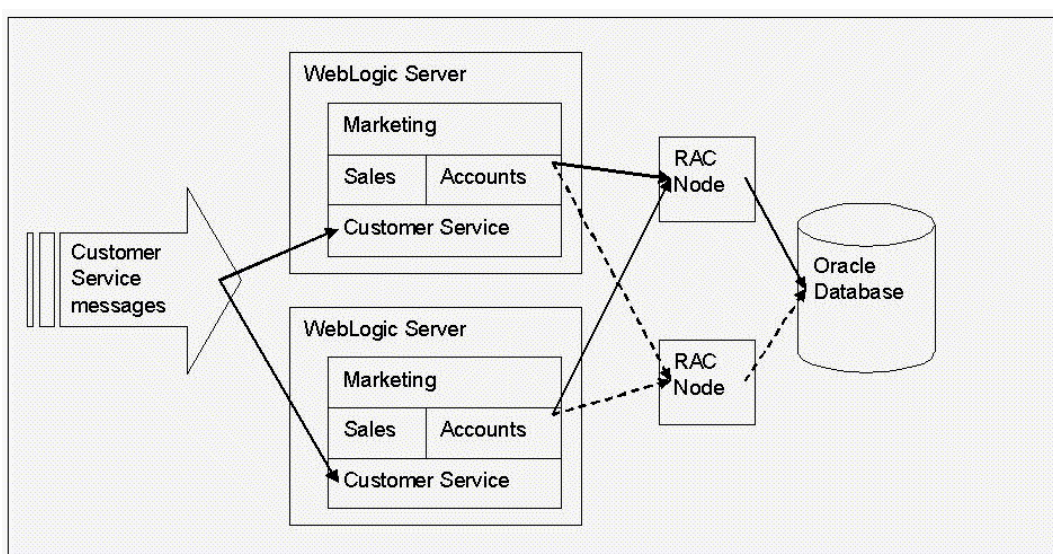 Customer
Service
messages
WebLogic Server
Marketing
Sales
Accounts
Customer Service
WebLogic Server
Marketing
Sales
Accounts
Customer Service
RAC
Node
RAC
Node
Oracle
Database